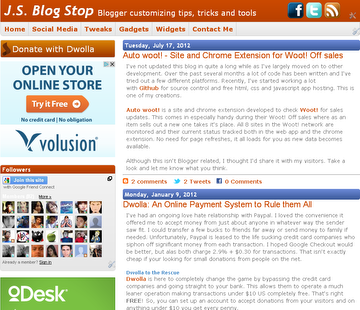 J.S. Blog Stop Blogger customizing tips, tricks and tools
Home Social Media Tweaks Gadgets Widgets Contact Me
Donate with Dwolla
OPEN YOUR
ONLINE STORE
Try it Free
No credit card | No obligation
Volusion
Followers
Join this site
with Google Friend Connect
More »
Already a member? Sign in
oDesk
Tuesday, July 17, 2012
Auto woot! - Site and Chrome Extension for Woot! Off sales
I've not updated this blog in quite a long while as I've largely moved on to other
development. Over the past several months a lot of code has been written and I've
tried out a few different platforms. Recently, I've started working a lot
with Github for source control and free html, css and javascript app hosting. This is
one of my creations.
Auto woot! is a site and chrome extension developed to check Woot! for sales
updates. This comes in especially handy during their Woot! Off sales where as an
item sells out a new one takes it's place. All 8 sites in the Woot! network are
monitored and their current status tracked both in the web app and the chrome
extension. No need for page refreshes, it all loads for you as new data becomes
available.
Although this isn't Blogger related, I thought I'd share it with my visitors. Take a
look and let me know what you think.
2 comments 2 Tweets 0 Comments
Monday, January 9, 2012
Dwolla: An Online Payment System to Rule them All
I've had an ongoing love hate relationship with Paypal. I loved the convenience it
offered me to accept money from just about anyone in whatever way the sender
saw fit. I could transfer a few bucks to friends far away or send money to family if
needed. Unfortunately, Paypal is leased to the life sucking credit card companies who
siphon off significant money from each transaction. I hoped Google Checkout would
be better, but alas both charge 2.9% + $0.30 for transactions. That isn't exactly
cheap if your looking for small donations from people on the net.
Dwolla to the Rescue
Dwolla is here to completely change the game by bypassing the credit card
companies and going straight to your bank. This allows them to operate a much
leaner operation making transactions under $10 US completely free. That's right
FREE! So, you can set up an account to accept donations from your visitors and on
anything under $10 you get every penny.